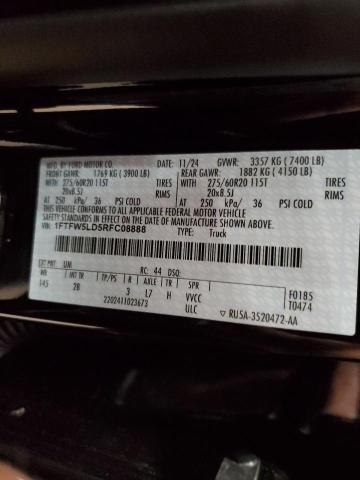 MFD. BY FORD MOTOR CO.
DATE: 11/24 GVWR: 3357 KG (7400 LB)
FRONT GAWR: 1769 KG (3900 LB) REAR GAWR: 1882 KG (4150 LB)
WITH 275/60R20 115T TIRES WITH 275/60R20 115T TIRES
20x8.5J RIMS 20x8.5J RIMS
AT 250 kPa/ 36 PSI COLD AT 250 kPa/ 36 PSI COLD
THIS VEHICLE CONFORMS TO ALL APPLICABLE FEDERAL MOTOR VEHICLE
SAFETY STANDARDS IN EFFECT ON THE DATE OF MANUFACTURE SHOWN ABOVE.
VIN: 1FTFW5LD5RFC08888 TYPE: Truck
EXT PNT: UM RC: 44 DSO:
WB BRK INT TR TP/PS R AXLE TR SPR
145 2B 3 L7 H VVCC F0185
2202411023673 ULC T0474
RUSA-3520472-AA